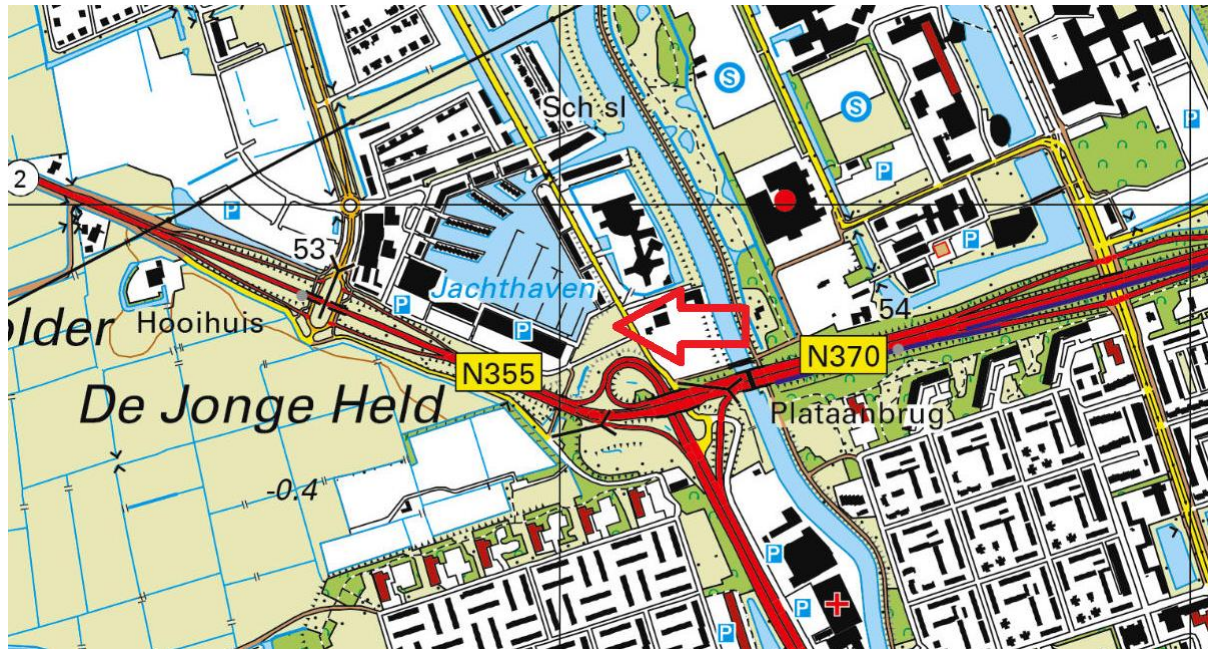 Sch sl
S
S
P
P
2
P
53
P
P
Jachthaven
P
54
Hooihuis
older
N355
N370
De Jonge Held
Plataanbrug
-0.4
P
P
P